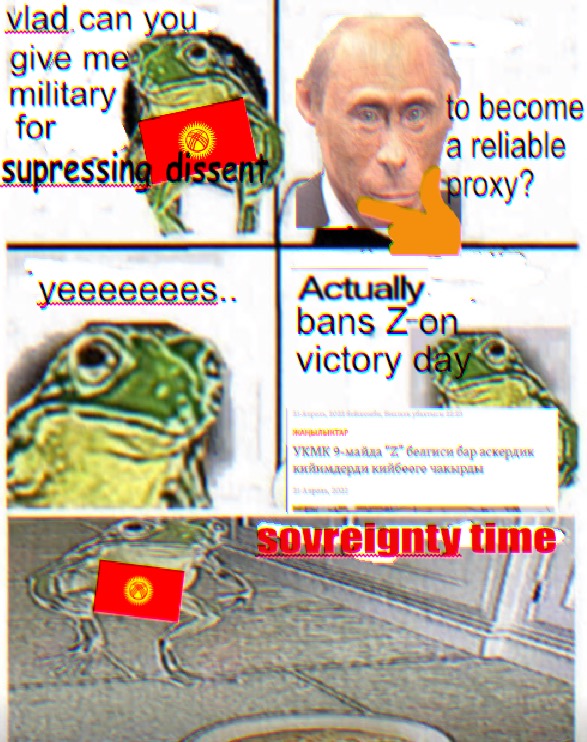 vlad can you
give me
military
for
supressing dissent
to become
a reliable
proxy?
yeeeeeees..
Actually
bans Z-on
victory day
ЖАҢЫЛЫКТАР
УКМК 9-майда "Z" белгиси бар аскердик
кийимдерди кийбөөгө чакырды
sovreignty time